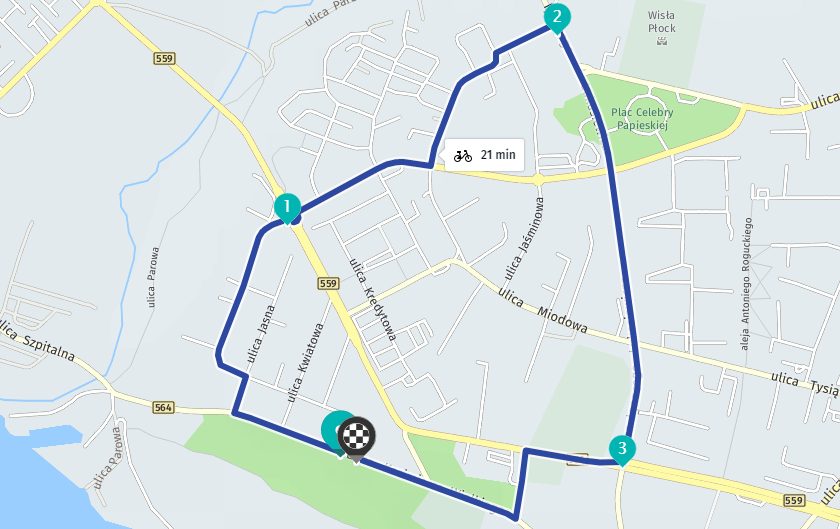 ulica Pa
2
Wisła
Płock
559
ulica
Plac Celebry
Papieskiej
21 min
1
ulica Jaśminowa
aleja Antoniego Roguckiego
ulica Parowa
559
ulica Kredytowa
ulica Miodowa
ulica Jasna
ulica Szpitalna
ulica Kwiatowa
ulica Tysią
564
ulica Parowa
3
559
ulica